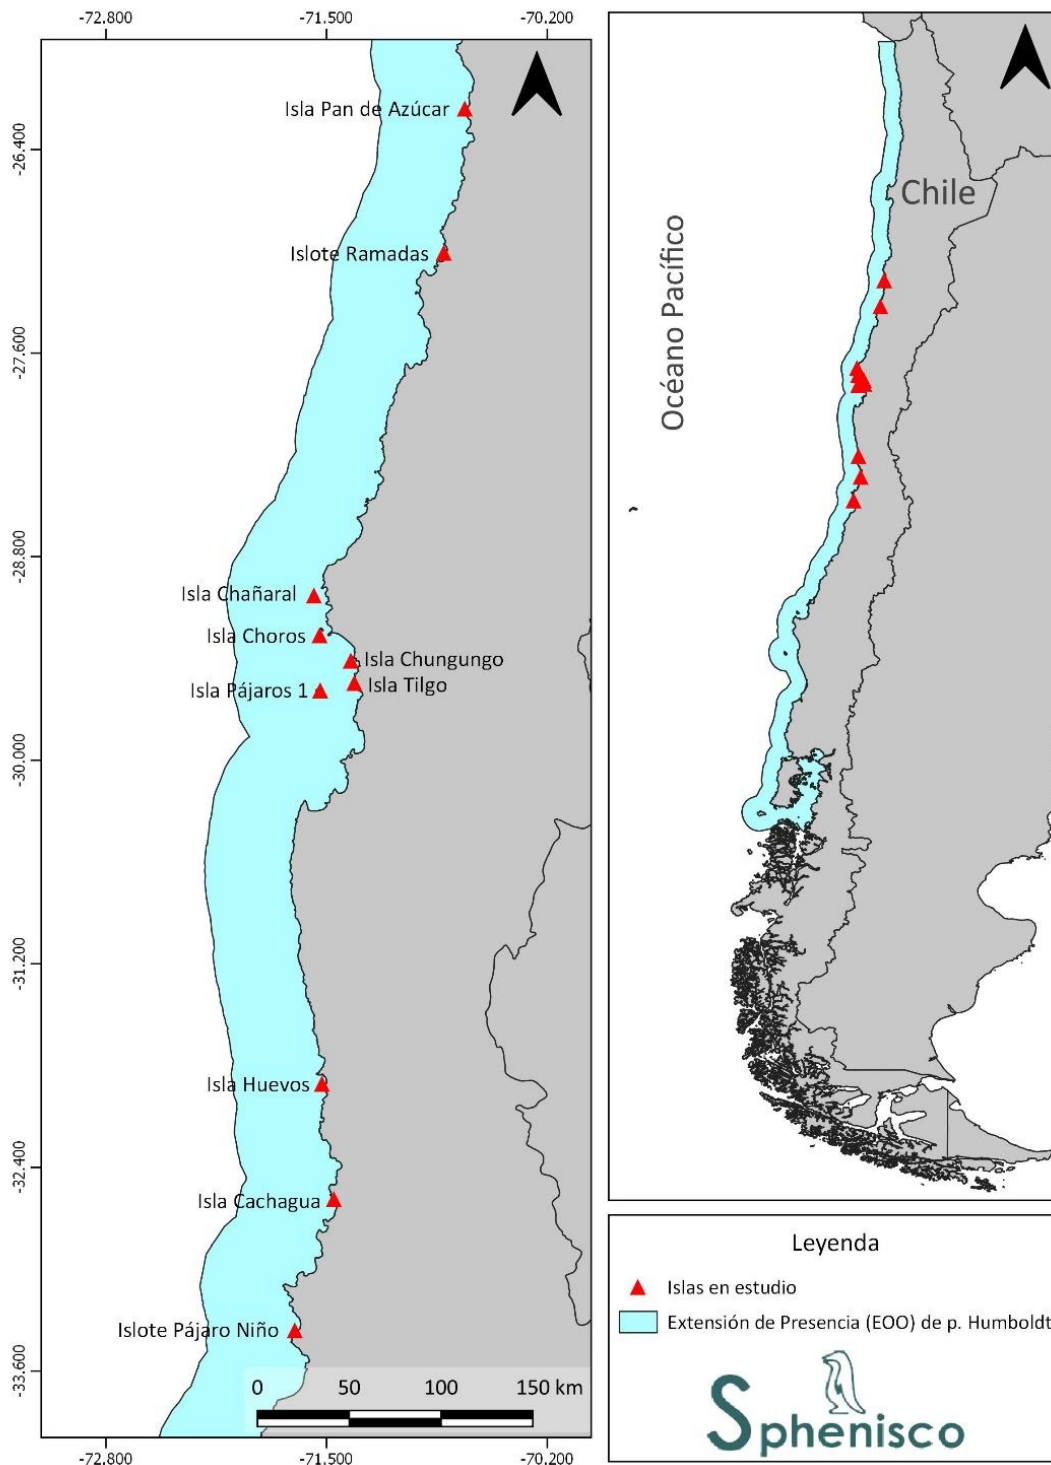 -72.800 -71.500 -70.200
-26.400
-27.600
-28.800
-30.000
-31.200
-32.400
-33.600
Isla Pan de Azúcar
Islote Ramadas
Isla Chañaral
Isla Choros
Isla Chungungo
Isla Tilgo
Isla Pájaros 1
Isla Huevos
Isla Cachagua
Islote Pájaro Niño
0 50 100 150 km
-72.800 -71.500 -70.200
Océano Pacífico
Chile
Leyenda
Islas en estudio
Extensión de Presencia (EOO) de p. Humboldt
Sphenisco